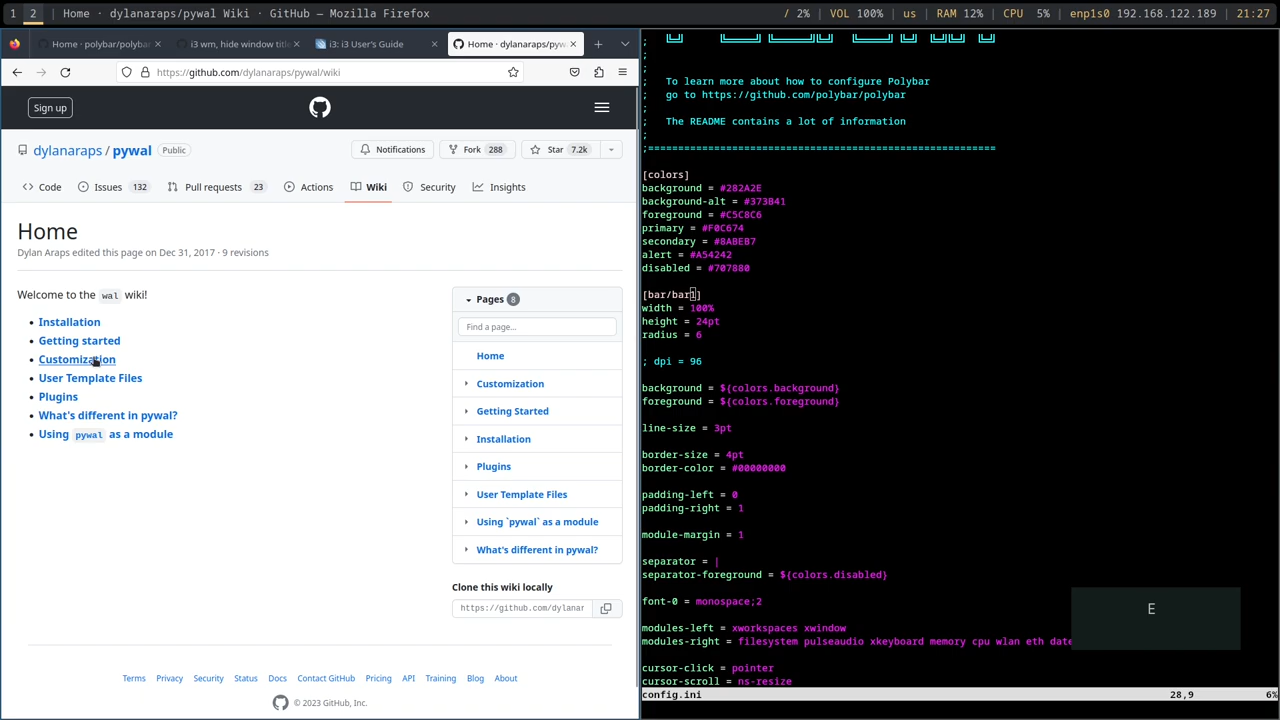 1 2 Home · dylanaraps/pywal Wiki · GitHub — Mozilla Firefox
/ 2% | VOL 100% | us | RAM 12% | CPU 5% | enp1s0 192.168.122.189 | 21:27
Home · polybar/polybar
i3 wm, hide window title
i3: i3 User's Guide
Home · dylanaraps/pyw
https://github.com/dylanaraps/pywal/wiki
Sign up
dylanaraps / pywal Public
Notifications
Fork 288
Star 7.2k
Code
Issues 132
Pull requests 23
Actions
Wiki
Security
Insights
Home
Dylan Araps edited this page on Dec 31, 2017 · 9 revisions
Welcome to the wal wiki!
Installation
Getting started
Customization
User Template Files
Plugins
What's different in pywal?
Using pywal as a module
Pages 8
Find a page...
Home
Customization
Getting Started
Installation
Plugins
User Template Files
Using `pywal` as a module
What's different in pywal?
Clone this wiki locally
https://github.com/dylanar
Terms Privacy Security Status Docs Contact GitHub Pricing API Training Blog About
© 2023 GitHub, Inc.
;
;
;
; To learn more about how to configure Polybar
; go to https://github.com/polybar/polybar
;
; The README contains a lot of information
;
;==========================================================
[colors]
background = #282A2E
background-alt = #373B41
foreground = #C5C8C6
primary = #F0C674
secondary = #8ABEB7
alert = #A54242
disabled = #707880
[bar/bar1]
width = 100%
height = 24pt
radius = 6
; dpi = 96
background = ${colors.background}
foreground = ${colors.foreground}
line-size = 3pt
border-size = 4pt
border-color = #00000000
padding-left = 0
padding-right = 1
module-margin = 1
separator = |
separator-foreground = ${colors.disabled}
font-0 = monospace;2
modules-left = xworkspaces xwindow
modules-right = filesystem pulseaudio xkeyboard memory cpu wlan eth date
cursor-click = pointer
cursor-scroll = ns-resize
config.ini 28,9 6%
E